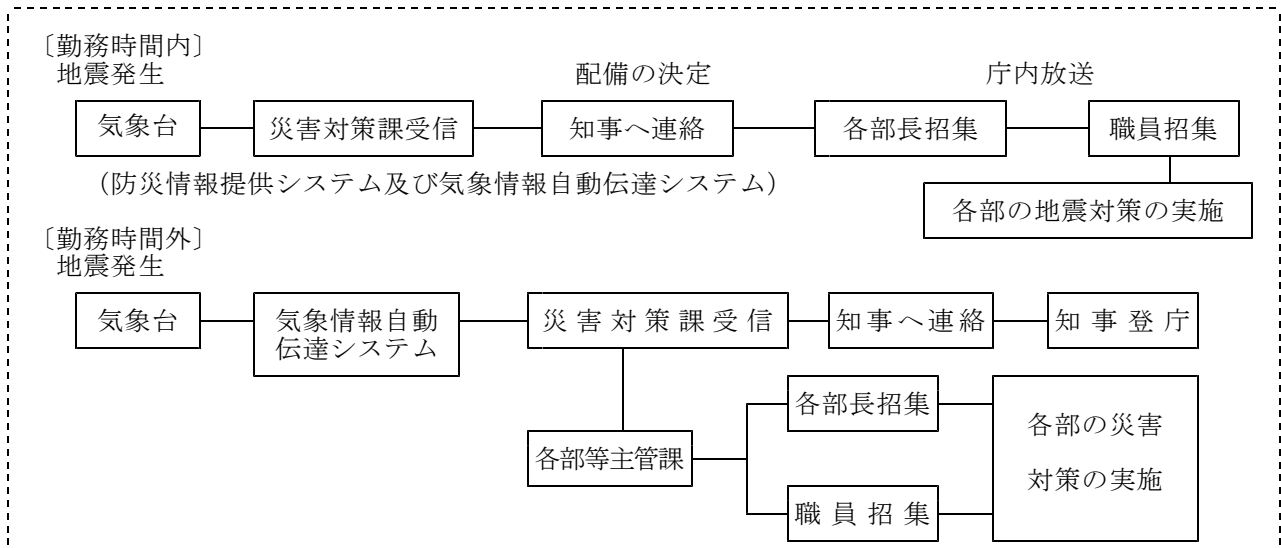 〔勤務時間内〕
地震発生
配備の決定
庁内放送
気象台
災害対策課受信
知事へ連絡
各部長招集
職員招集
（防災情報提供システム及び気象情報自動伝達システム）
各部の地震対策の実施
〔勤務時間外〕
地震発生
気象台
気象情報自動
伝達システム
災害対策課受信
知事へ連絡
知事登庁
各部等主管課
各部長招集
職員招集
各部の災害
対策の実施